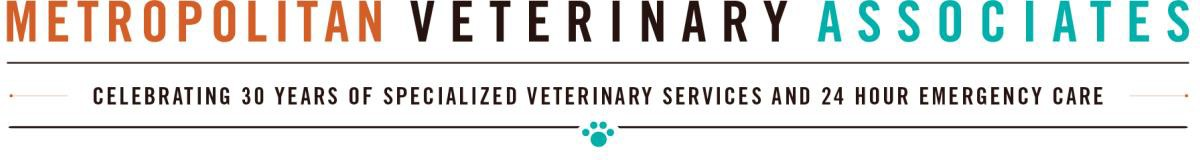 METROPOLITAN VETERINARY ASSOCIATES
CELEBRATING 30 YEARS OF SPECIALIZED VETERINARY SERVICES AND 24 HOUR EMERGENCY CARE